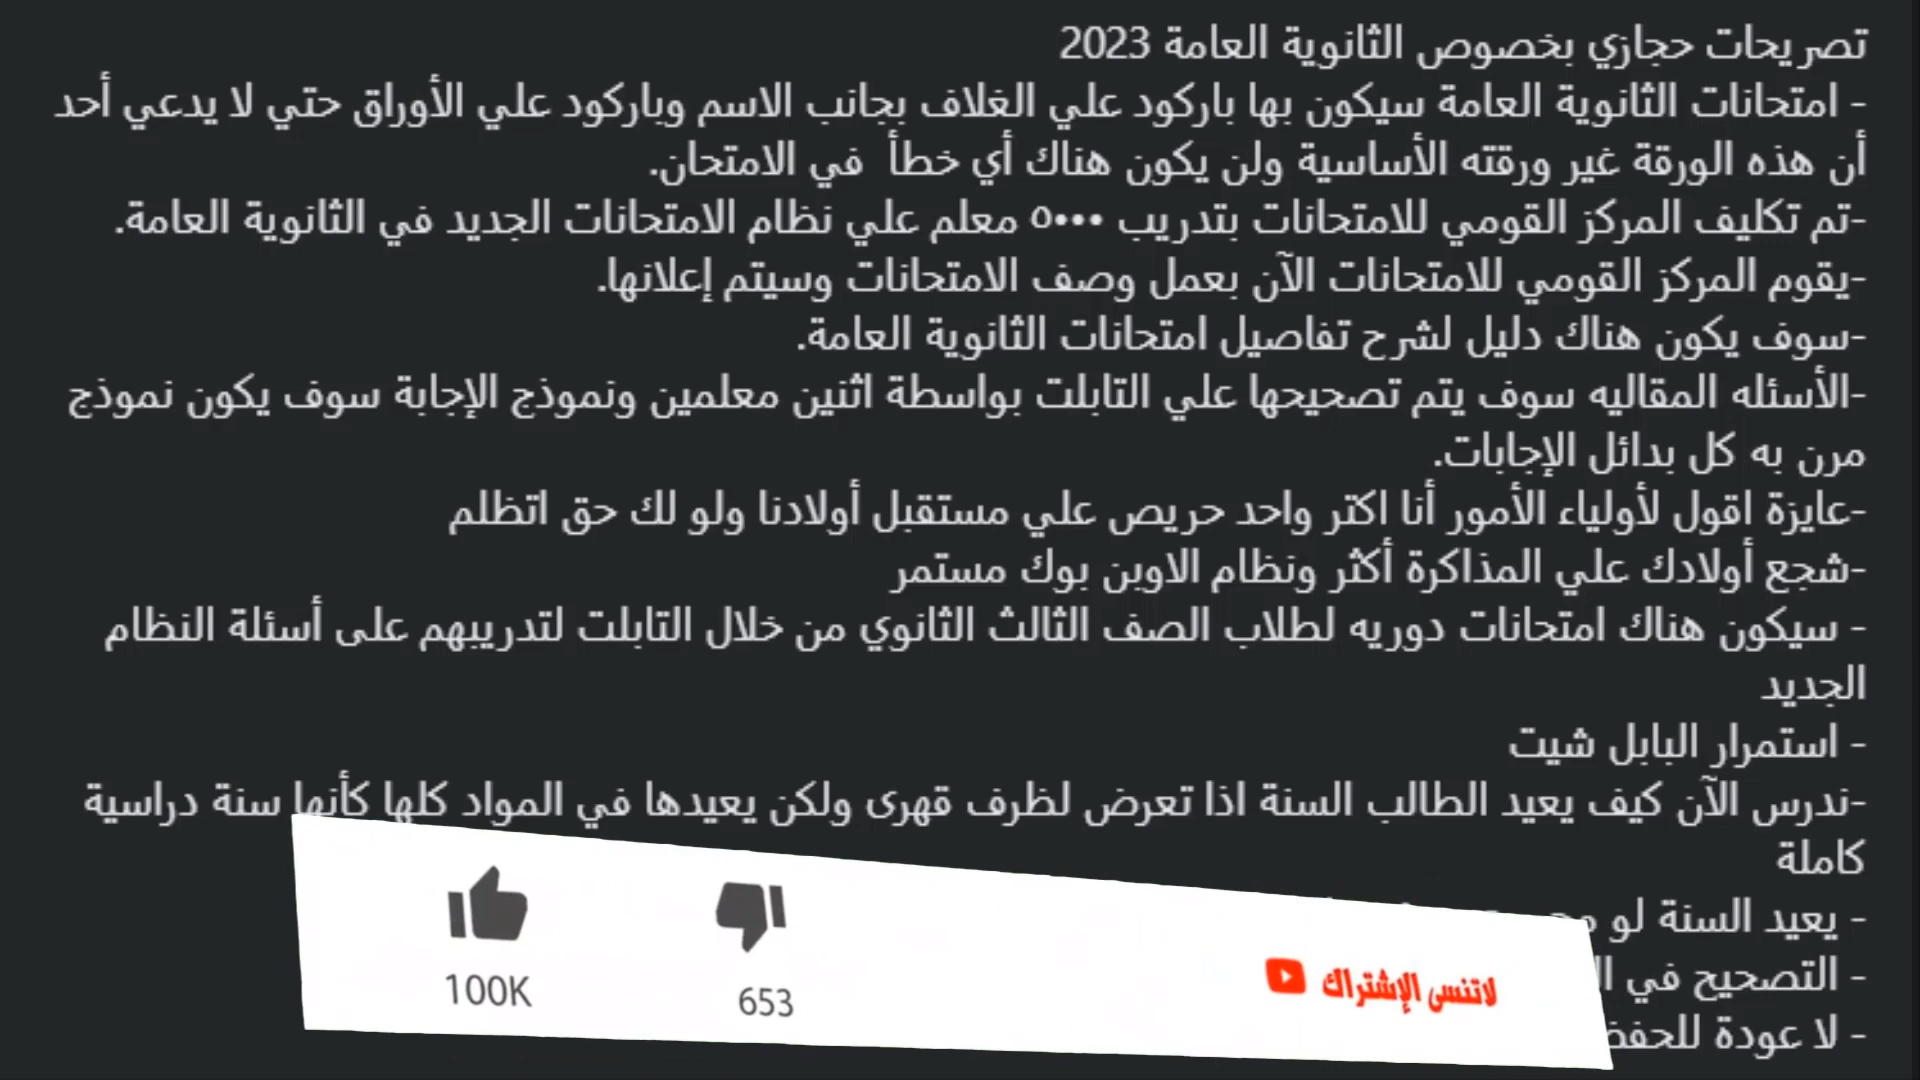 تصريحات حجازي بخصوص الثانوية العامة 2023
- امتحانات الثانوية العامة سيكون بها باركود علي الغلاف بجانب الاسم وباركود علي الأوراق حتي لا يدعي أحد
أن هذه الورقة غير ورقته الأساسية ولن يكون هناك أي خطأ في الامتحان.
-تم تكليف المركز القومي للامتحانات بتدريب ٥٠٠٠ معلم علي نظام الامتحانات الجديد في الثانوية العامة.
-يقوم المركز القومي للامتحانات الآن بعمل وصف الامتحانات وسيتم إعلانها.
-سوف يكون هناك دليل لشرح تفاصيل امتحانات الثانوية العامة.
-الأسئله المقاليه سوف يتم تصحيحها علي التابلت بواسطة اثنين معلمين ونموذج الإجابة سوف يكون نموذج
مرن به كل بدائل الإجابات.
-عايزة اقول لأولياء الأمور أنا اكتر واحد حريص علي مستقبل أولادنا ولو لك حق اتظلم
-شجع أولادك علي المذاكرة أكثر ونظام الاوبن بوك مستمر
- سيكون هناك امتحانات دوريه لطلاب الصف الثالث الثانوي من خلال التابلت لتدريبهم على أسئلة النظام
الجديد
- استمرار البابل شيت
-ندرس الآن كيف يعيد الطالب السنة اذا تعرض لظرف قهرى ولكن يعيدها في المواد كلها كأنها سنة دراسية
كاملة
- يعيد السنة لو
- التصحيح في
- لا عودة للحفظ
100K
653
لاتنسى الإشتراك